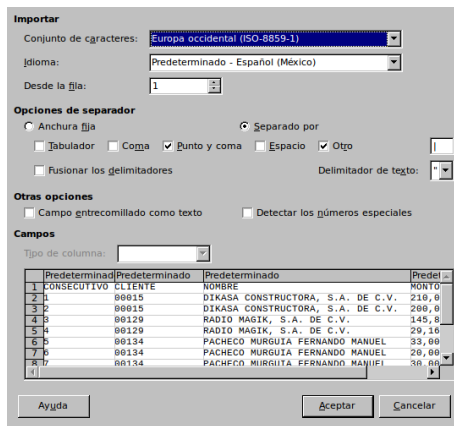 Importar
Conjunto de caracteres: Europa occidental (ISO-8859-1)
Idioma: Predeterminado - Español (México)
Desde la fila: 1
Opciones de separador
Anchura fija Separado por
Tabulador Coma Punto y coma Espacio Otro |
Fusionar los delimitadores Delimitador de texto: "
Otras opciones
Campo entrecomillado como texto Detectar los números especiales
Campos
Tipo de columna:
Predeterminad Predeterminado Predeterminado Predet
1 CONSECUTIVO CLIENTE NOMBRE MONTO
2 1 00015 DIKASA CONSTRUCTORA, S.A. DE C.V. 210,0
3 2 00015 DIKASA CONSTRUCTORA, S.A. DE C.V. 200,0
4 3 00129 RADIO MAGIK, S.A. DE C.V. 145,8
5 4 00129 RADIO MAGIK, S.A. DE C.V. 29,16
6 5 00134 PACHECO MURGUIA FERNANDO MANUEL 33,00
7 6 00134 PACHECO MURGUIA FERNANDO MANUEL 20,00
8 7 00134 PACHECO MURGUIA FERNANDO MANUEL 30,00
Ayuda Aceptar Cancelar